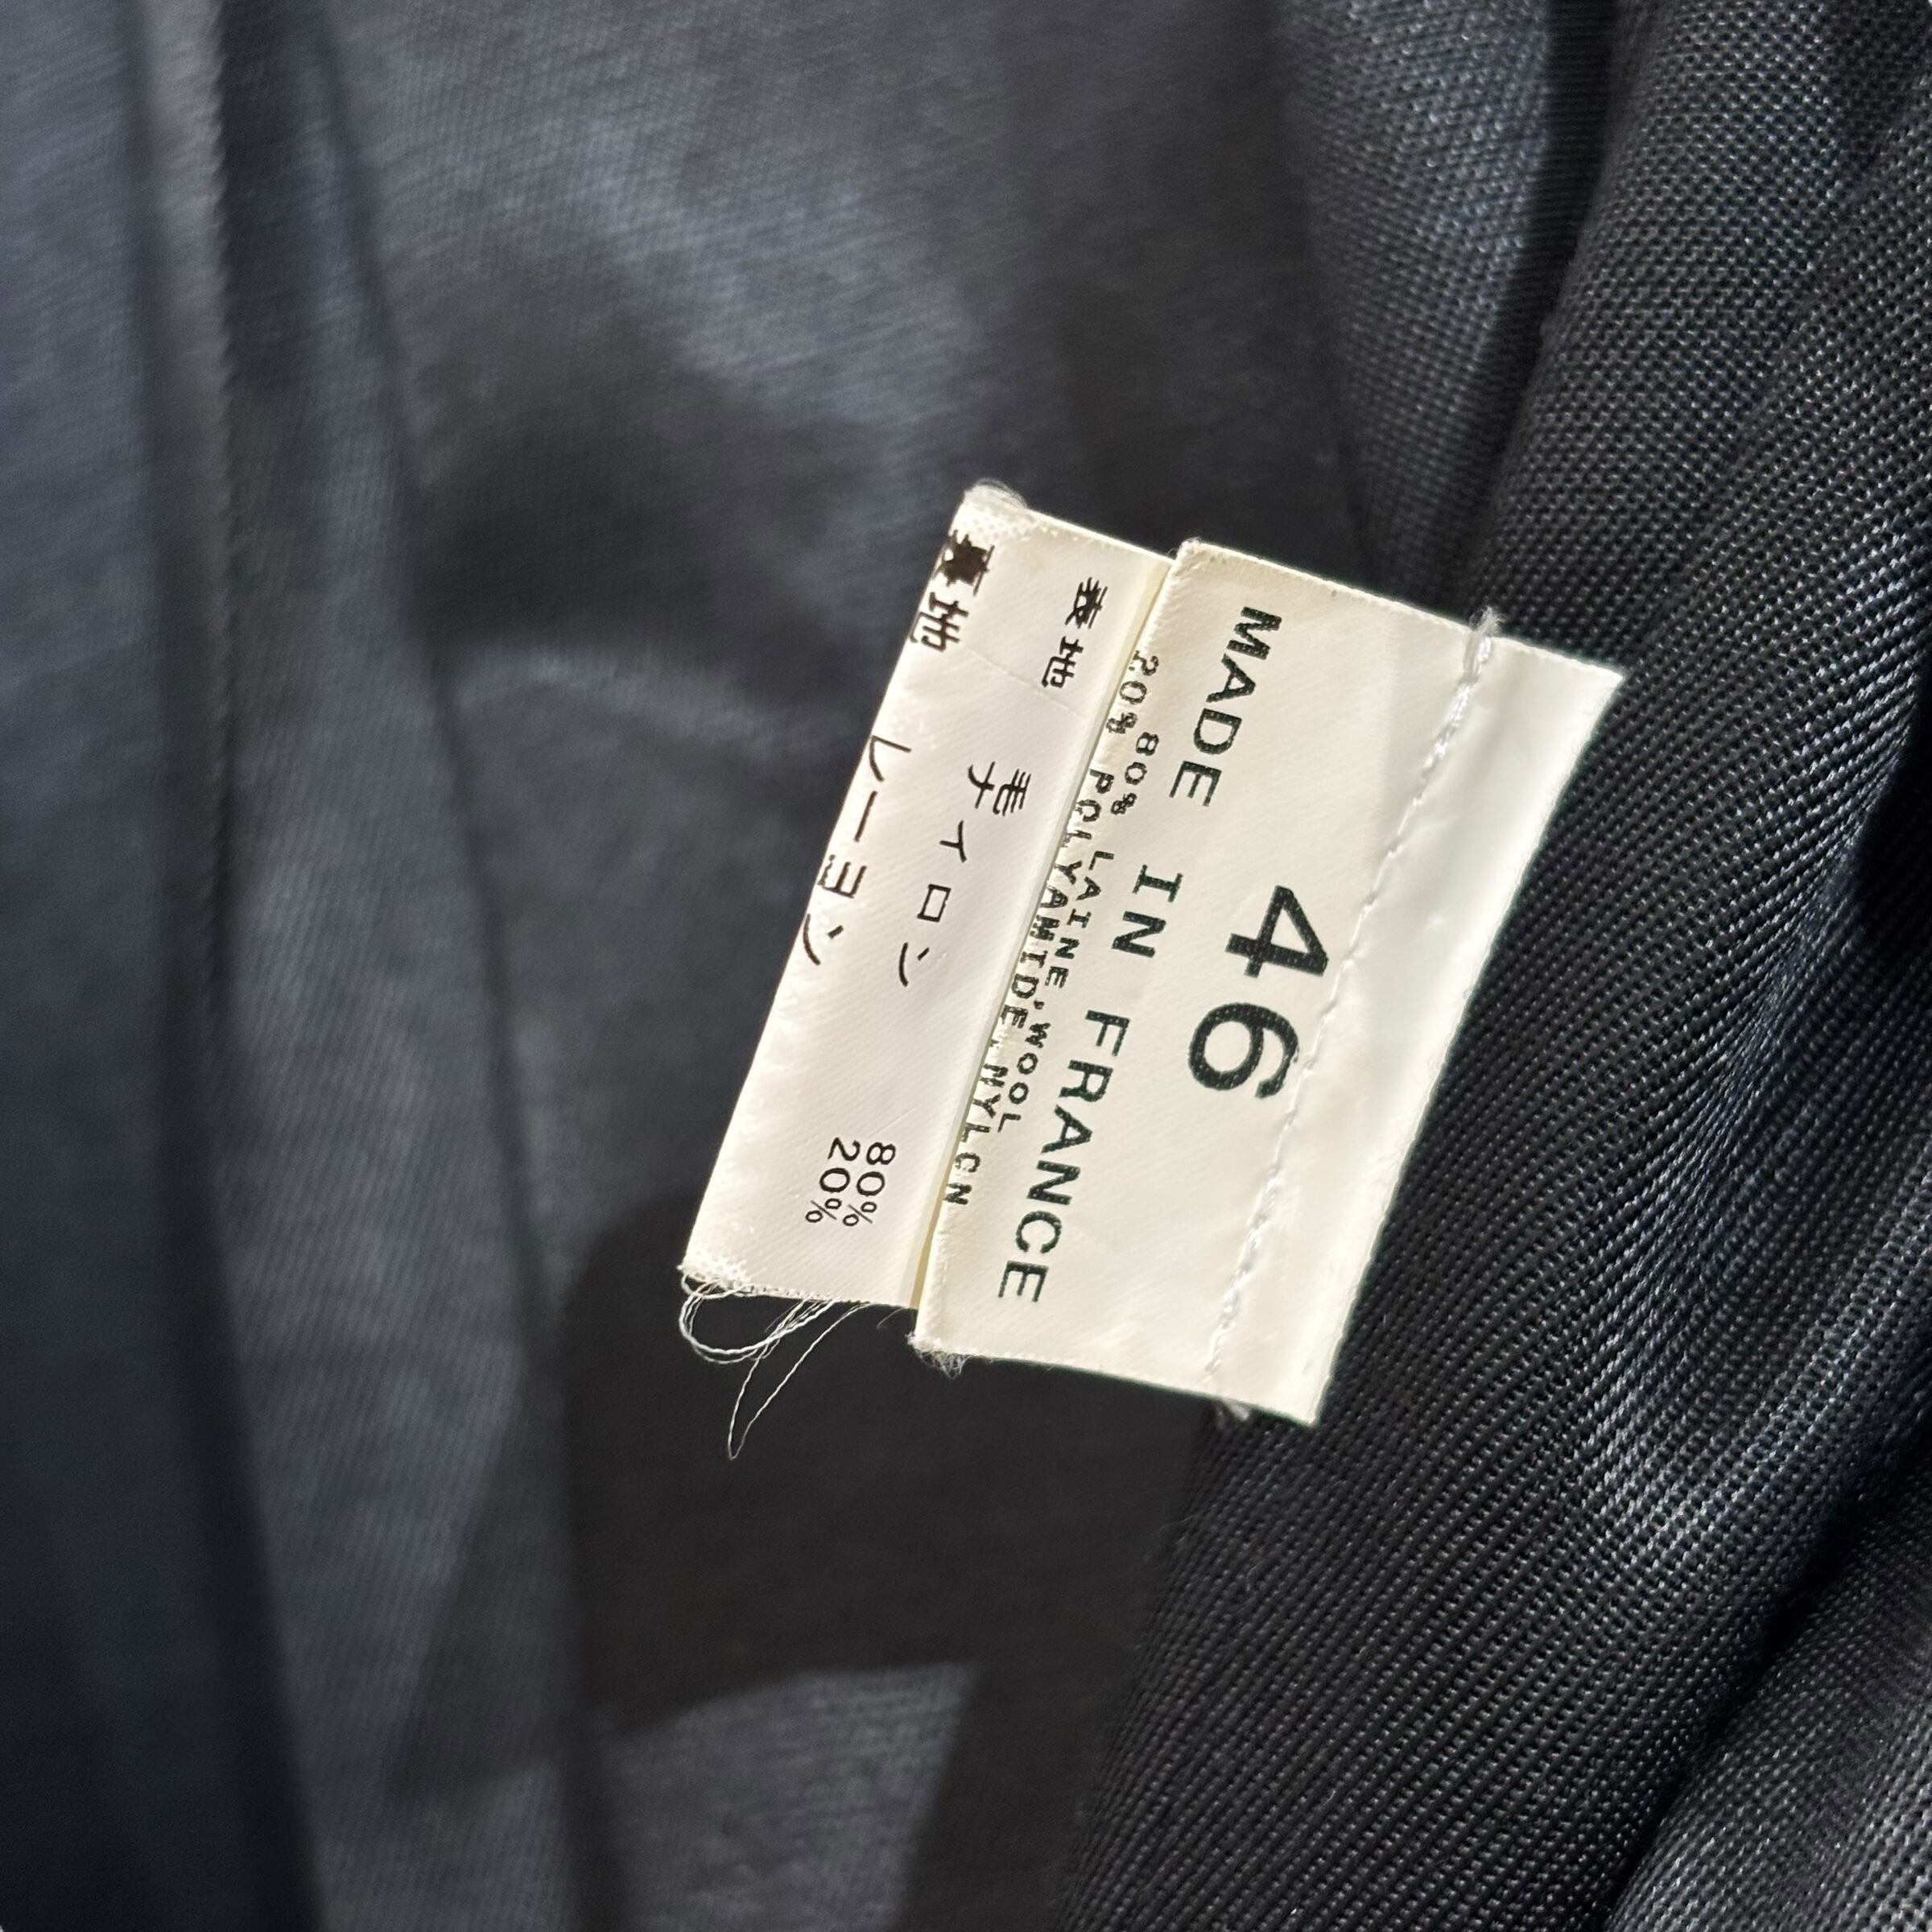 46
MADE IN FRANCE
80% LAINE.WOOL
20% POLYAMIDE.NYLON
表地
毛 80%
ナイロン 20%
裏地
レーヨン